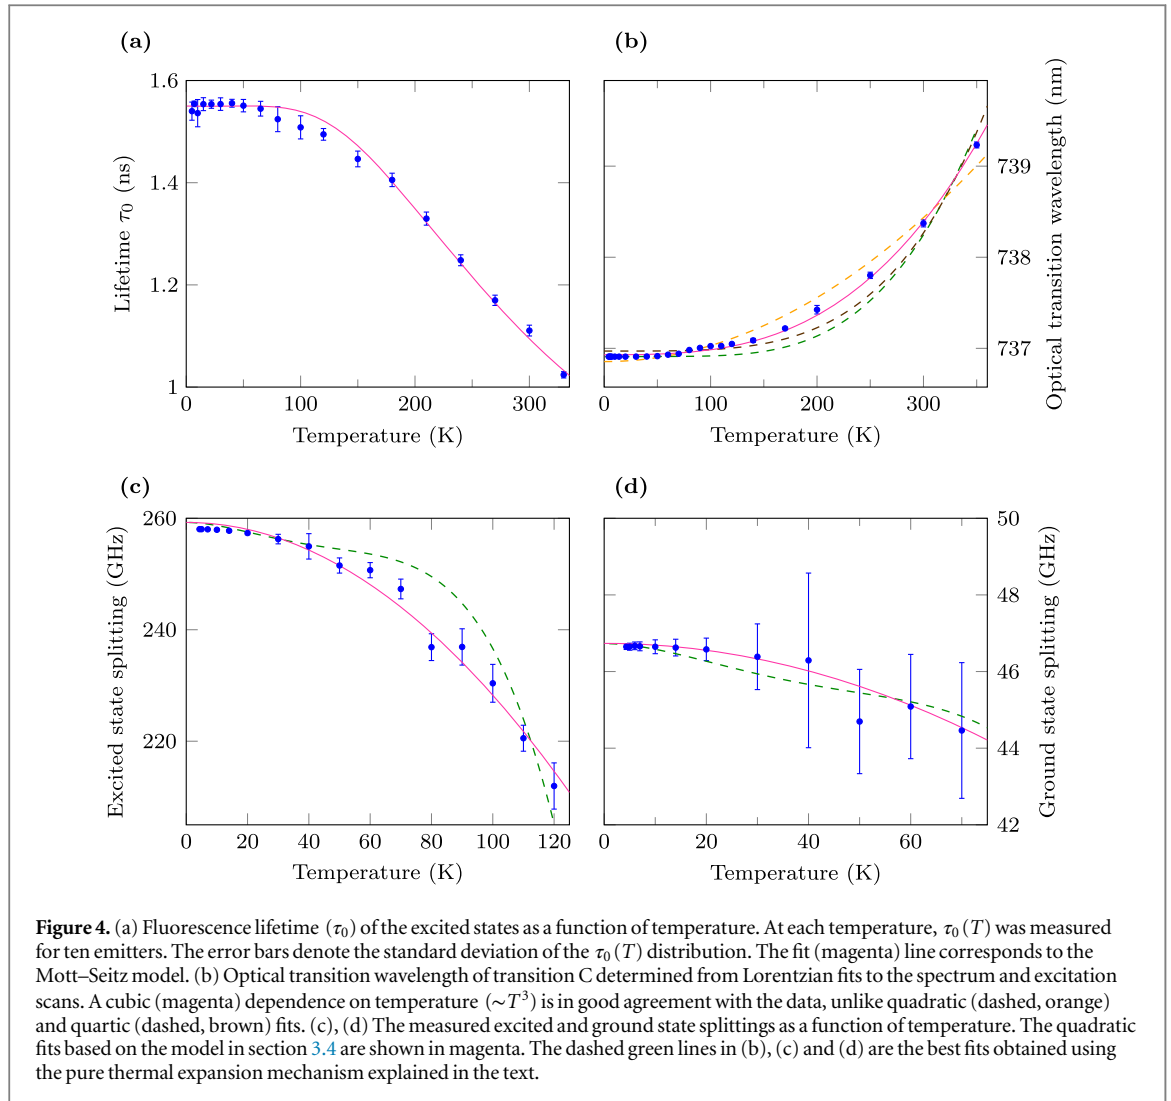 (a)
(b)
1.6
1.4
1.2
1
Lifetime τ0 (ns)
0
100
200
300
Temperature (K)
739
738
737
Optical transition wavelength (nm)
0
100
200
300
Temperature (K)
(c)
(d)
260
240
220
Excited state splitting (GHz)
0
20
40
60
80
100
120
Temperature (K)
50
48
46
44
42
Ground state splitting (GHz)
0
20
40
60
Temperature (K)
Figure 4. (a) Fluorescence lifetime (τ0) of the excited states as a function of temperature. At each temperature, τ0 (T) was measured
for ten emitters. The error bars denote the standard deviation of the τ0 (T) distribution. The fit (magenta) line corresponds to the
Mott–Seitz model. (b) Optical transition wavelength of transition C determined from Lorentzian fits to the spectrum and excitation
scans. A cubic (magenta) dependence on temperature (∼T³) is in good agreement with the data, unlike quadratic (dashed, orange)
and quartic (dashed, brown) fits. (c), (d) The measured excited and ground state splittings as a function of temperature. The quadratic
fits based on the model in section 3.4 are shown in magenta. The dashed green lines in (b), (c) and (d) are the best fits obtained using
the pure thermal expansion mechanism explained in the text.